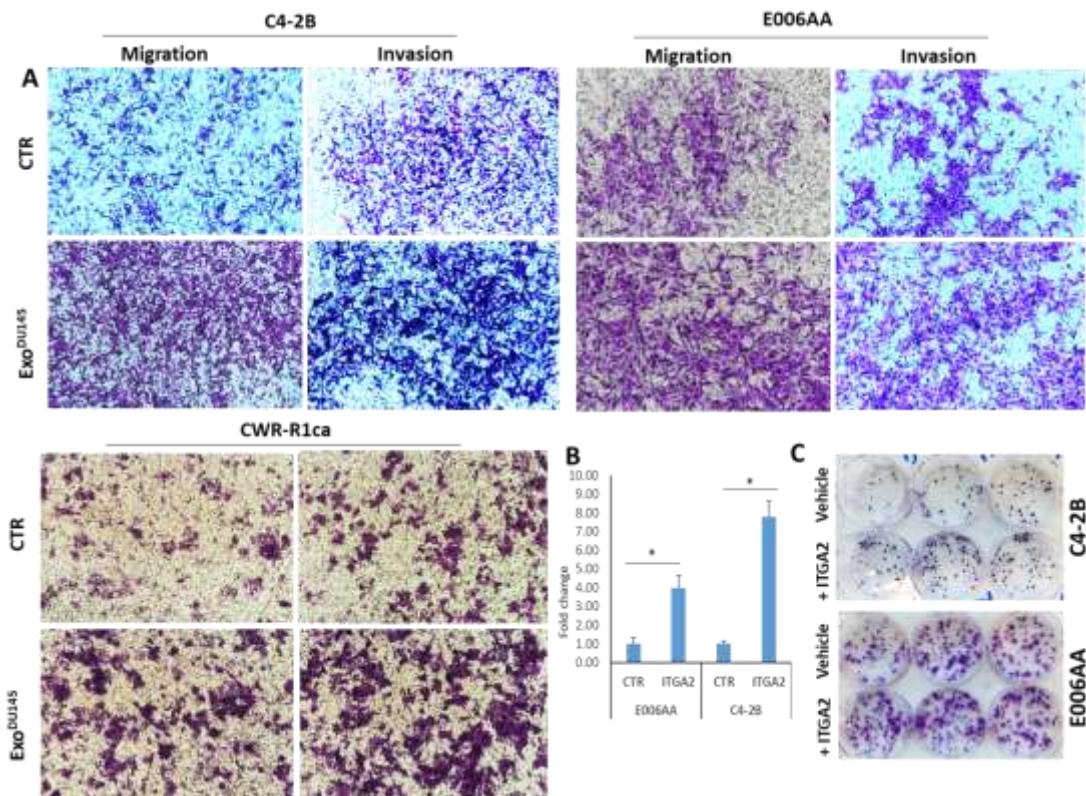 C4-2B
E006AA
Migration
Invasion
Migration
Invasion
A
CTR
Exo^DU145
CWR-R1ca
CTR
Exo^DU145
B
10.00
9.00
8.00
7.00
6.00
5.00
4.00
3.00
2.00
1.00
0.00
Fold change
*
*
CTR
ITGA2
CTR
ITGA2
E006AA
C4-2B
C
Vehicle
+ ITGA2
C4-2B
Vehicle
+ ITGA2
E006AA